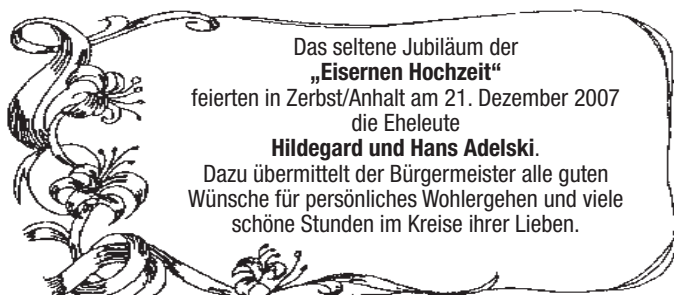 Das seltene Jubiläum der
„Eisernen Hochzeit“
feierten in Zerbst/Anhalt am 21. Dezember 2007
die Eheleute
Hildegard und Hans Adelski.
Dazu übermittelt der Bürgermeister alle guten
Wünsche für persönliches Wohlergehen und viele
schöne Stunden im Kreise ihrer Lieben.